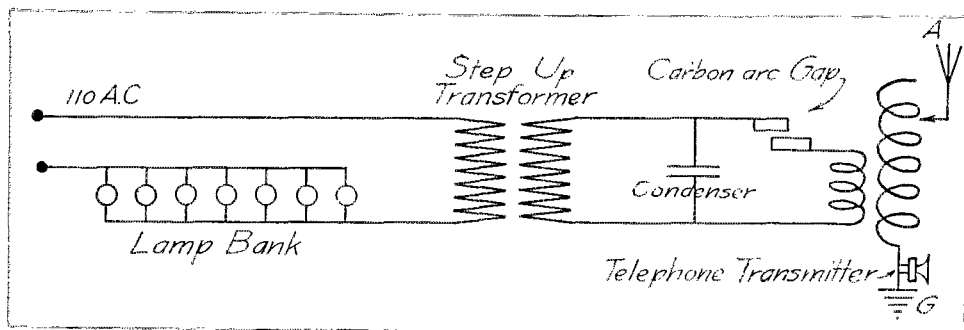 A
Step Up
Transformer
Carbon arc Gap
110 A.C
Condenser
Lamp Bank
Telephone Transmitter
G